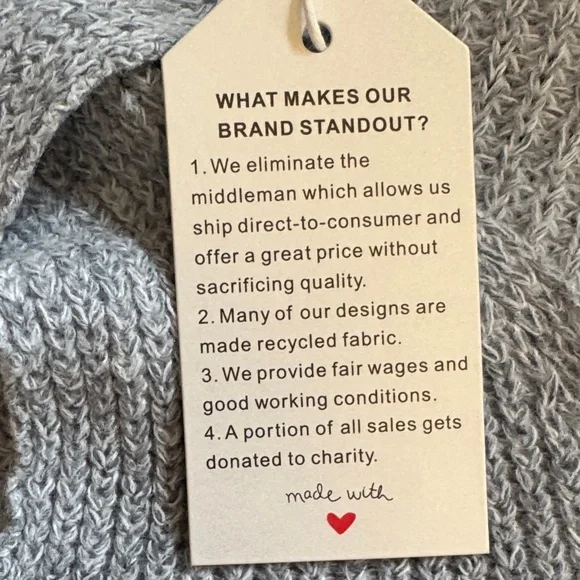 WHAT MAKES OUR
BRAND STANDOUT?
1. We eliminate the
middleman which allows us
ship direct-to-consumer and
offer a great price without
sacrificing quality.
2. Many of our designs are
made recycled fabric.
3. We provide fair wages and
good working conditions.
4. A portion of all sales gets
donated to charity.
made with